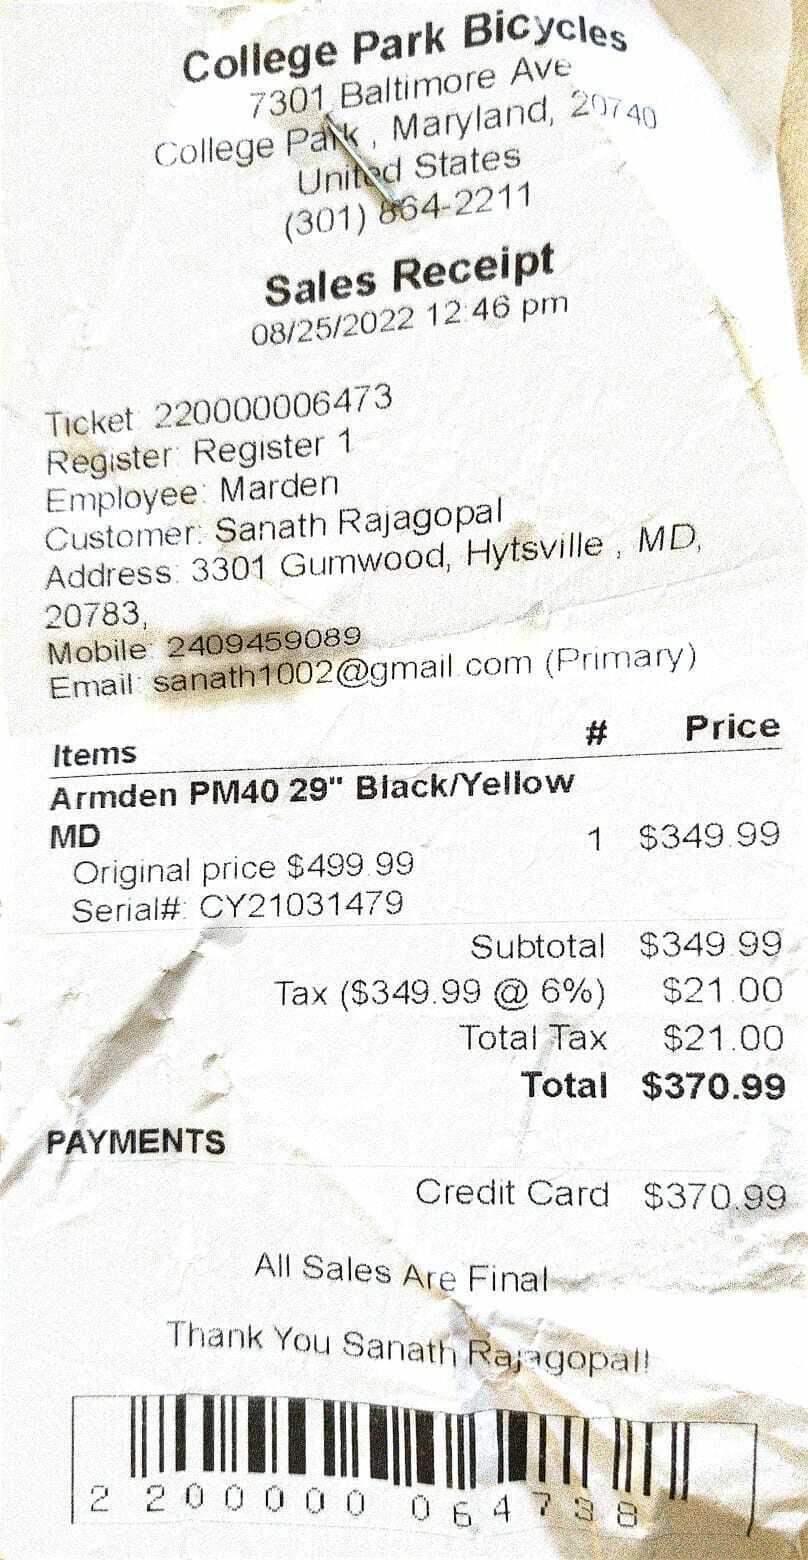 College Park Bicycles
7301 Baltimore Ave
College Park , Maryland, 20740
United States
(301) 864-2211
Sales Receipt
08/25/2022 12:46 pm
Ticket: 220000006473
Register: Register 1
Employee: Marden
Customer: Sanath Rajagopal
Address: 3301 Gumwood, Hytsville , MD,
20783,
Mobile: 2409459089
Email: sanath1002@gmail.com (Primary)
Items # Price
Armden PM40 29" Black/Yellow
MD 1 $349.99
Original price $499.99
Serial#: CY21031479
Subtotal $349.99
Tax ($349.99 @ 6%) $21.00
Total Tax $21.00
Total $370.99
PAYMENTS
Credit Card $370.99
All Sales Are Final
Thank You Sanath Rajagopal!
2 200000 064738